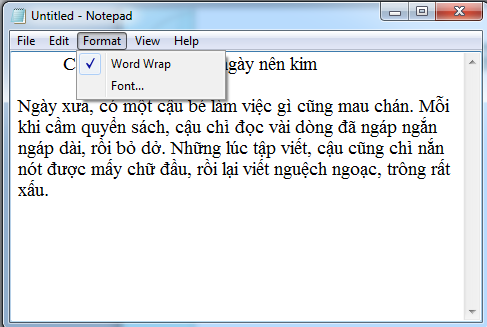 Untitled - Notepad
File Edit Format View Help
Word Wrap
Font...
C ngày nên kim
Ngày xưa, có một cậu bé làm việc gì cũng mau chán. Mỗi
khi cầm quyển sách, cậu chỉ đọc vài dòng đã ngáp ngắn
ngáp dài, rồi bỏ dở. Những lúc tập viết, cậu cũng chỉ nắn
nót được mấy chữ đầu, rồi lại viết nguệch ngoạc, trông rất
xấu.